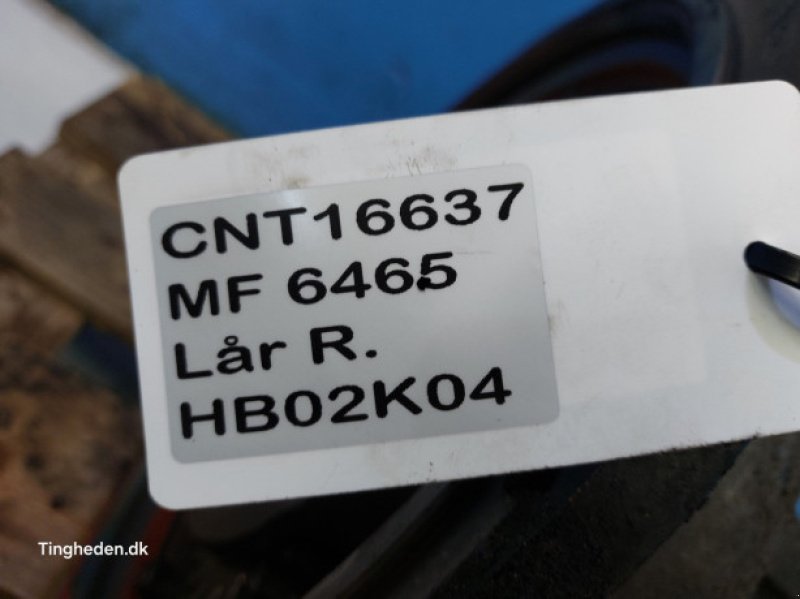 CNT16637
MF 6465
Lår R.
HB02K04
Tingheden.dk